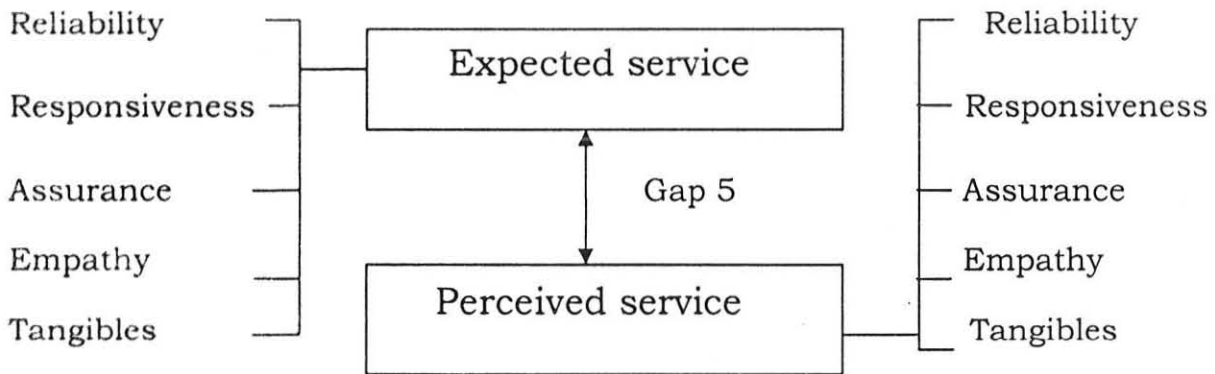 Reliability
Responsiveness
Assurance
Empathy
Tangibles
Expected service
Gap 5
Perceived service
Reliability
Responsiveness
Assurance
Empathy
Tangibles